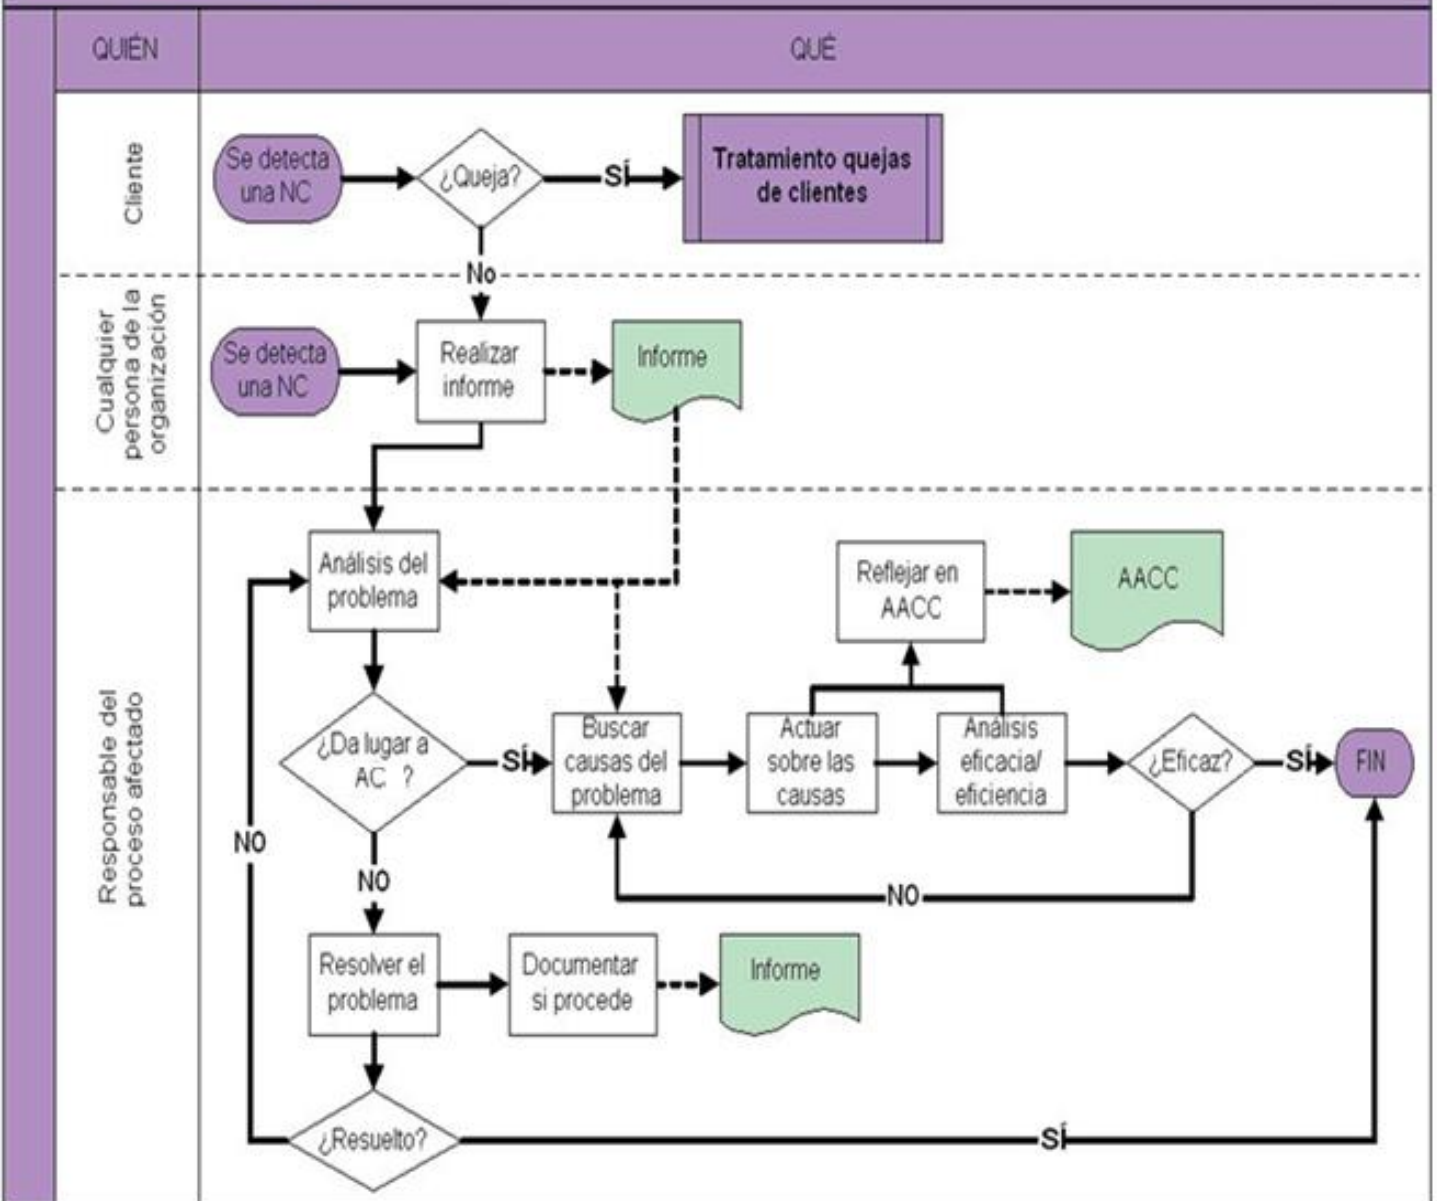 QUIÉN
QUÉ
Cliente
Se detecta
una NC
¿Queja?
SÍ
Tratamiento quejas
de clientes
No
Cualquier
persona de la
organización
Se detecta
una NC
Realizar
informe
Informe
Responsable del
proceso afectado
Análisis del
problema
Reflejar en
AACC
AACC
¿Da lugar a
AC ?
SÍ
Buscar
causas del
problema
Actuar
sobre las
causas
Análisis
eficacia/
eficiencia
¿Eficaz?
SÍ
FIN
NO
NO
NO
Resolver el
problema
Documentar
si procede
Informe
¿Resuelto?
SÍ